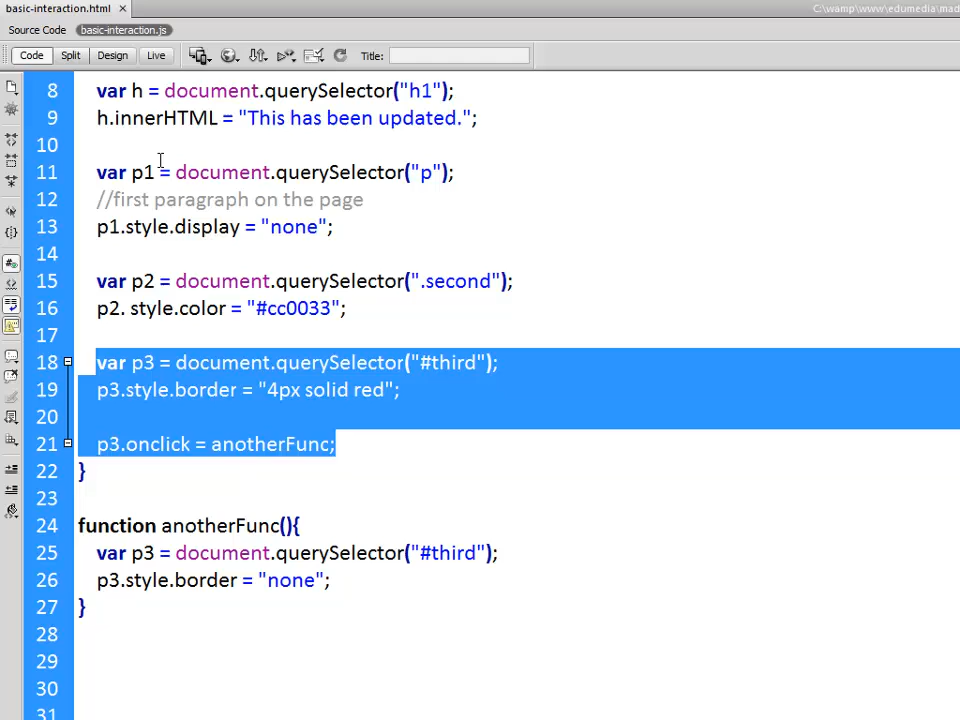 basic-interaction.html ×
C:\wamp\www\edumedia\mad
Source Code basic-interaction.js
Code Split Design Live Title:
8 var h = document.querySelector("h1");
9 h.innerHTML = "This has been updated.";
10
11 var p1 = document.querySelector("p");
12 //first paragraph on the page
13 p1.style.display = "none";
14
15 var p2 = document.querySelector(".second");
16 p2. style.color = "#cc0033";
17
18 var p3 = document.querySelector("#third");
19 p3.style.border = "4px solid red";
20
21 p3.onclick = anotherFunc;
22 }
23
24 function anotherFunc(){
25 var p3 = document.querySelector("#third");
26 p3.style.border = "none";
27 }
28
29
30
31